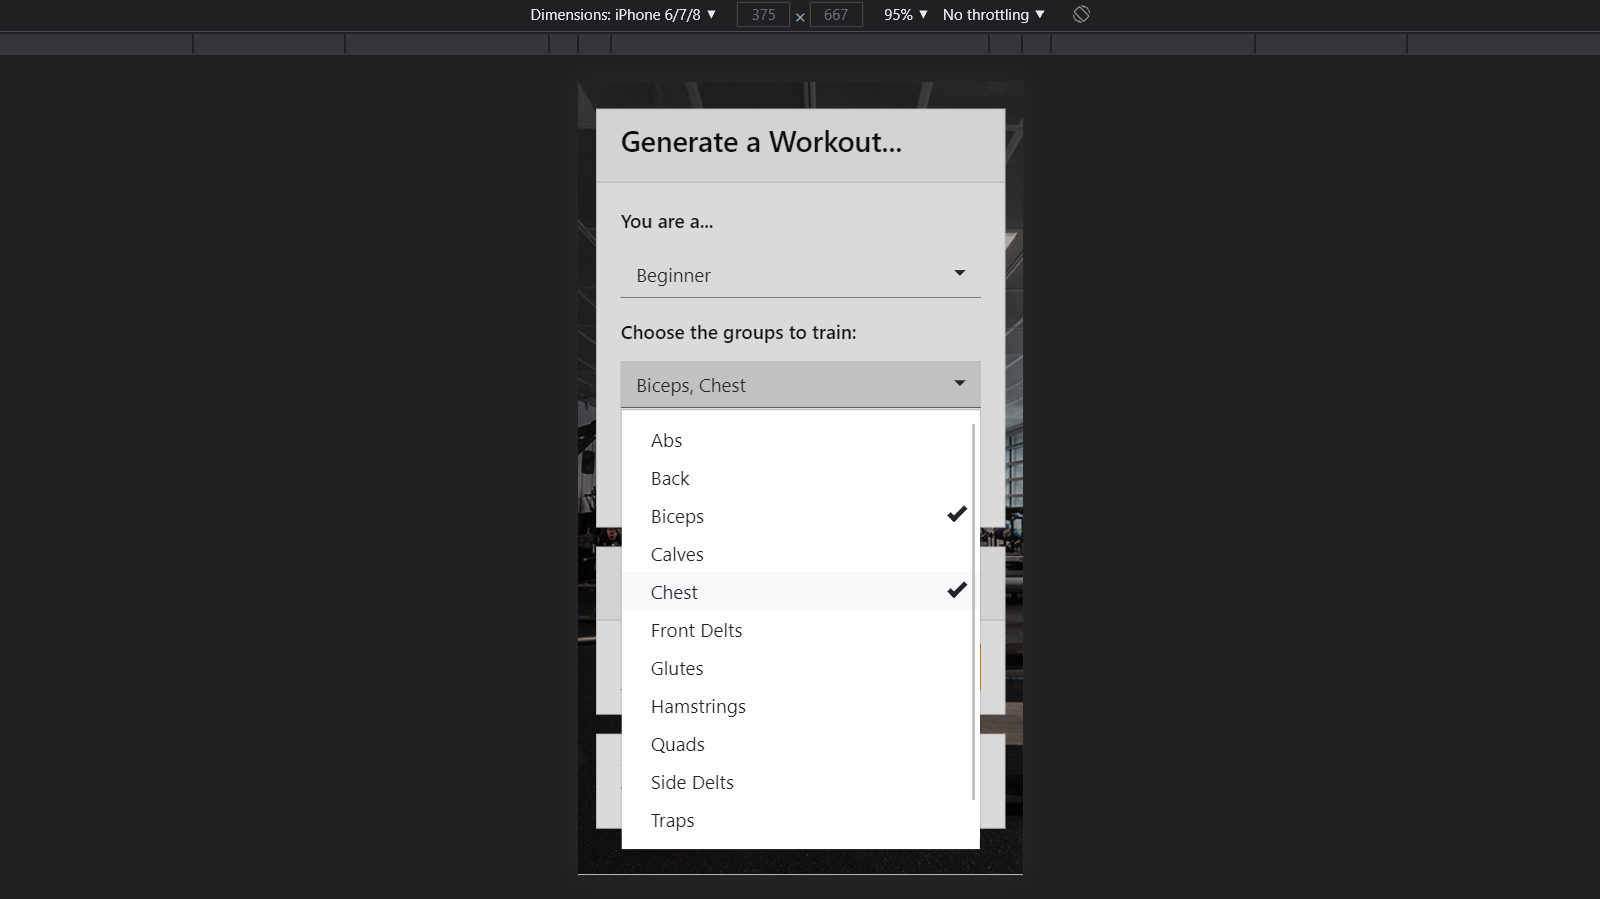 Dimensions: iPhone 6/7/8 ▼ 375 × 667 95% ▼ No throttling ▼
Generate a Workout...
You are a...
Beginner
Choose the groups to train:
Biceps, Chest
Abs
Back
Biceps
Calves
Chest
Front Delts
Glutes
Hamstrings
Quads
Side Delts
Traps